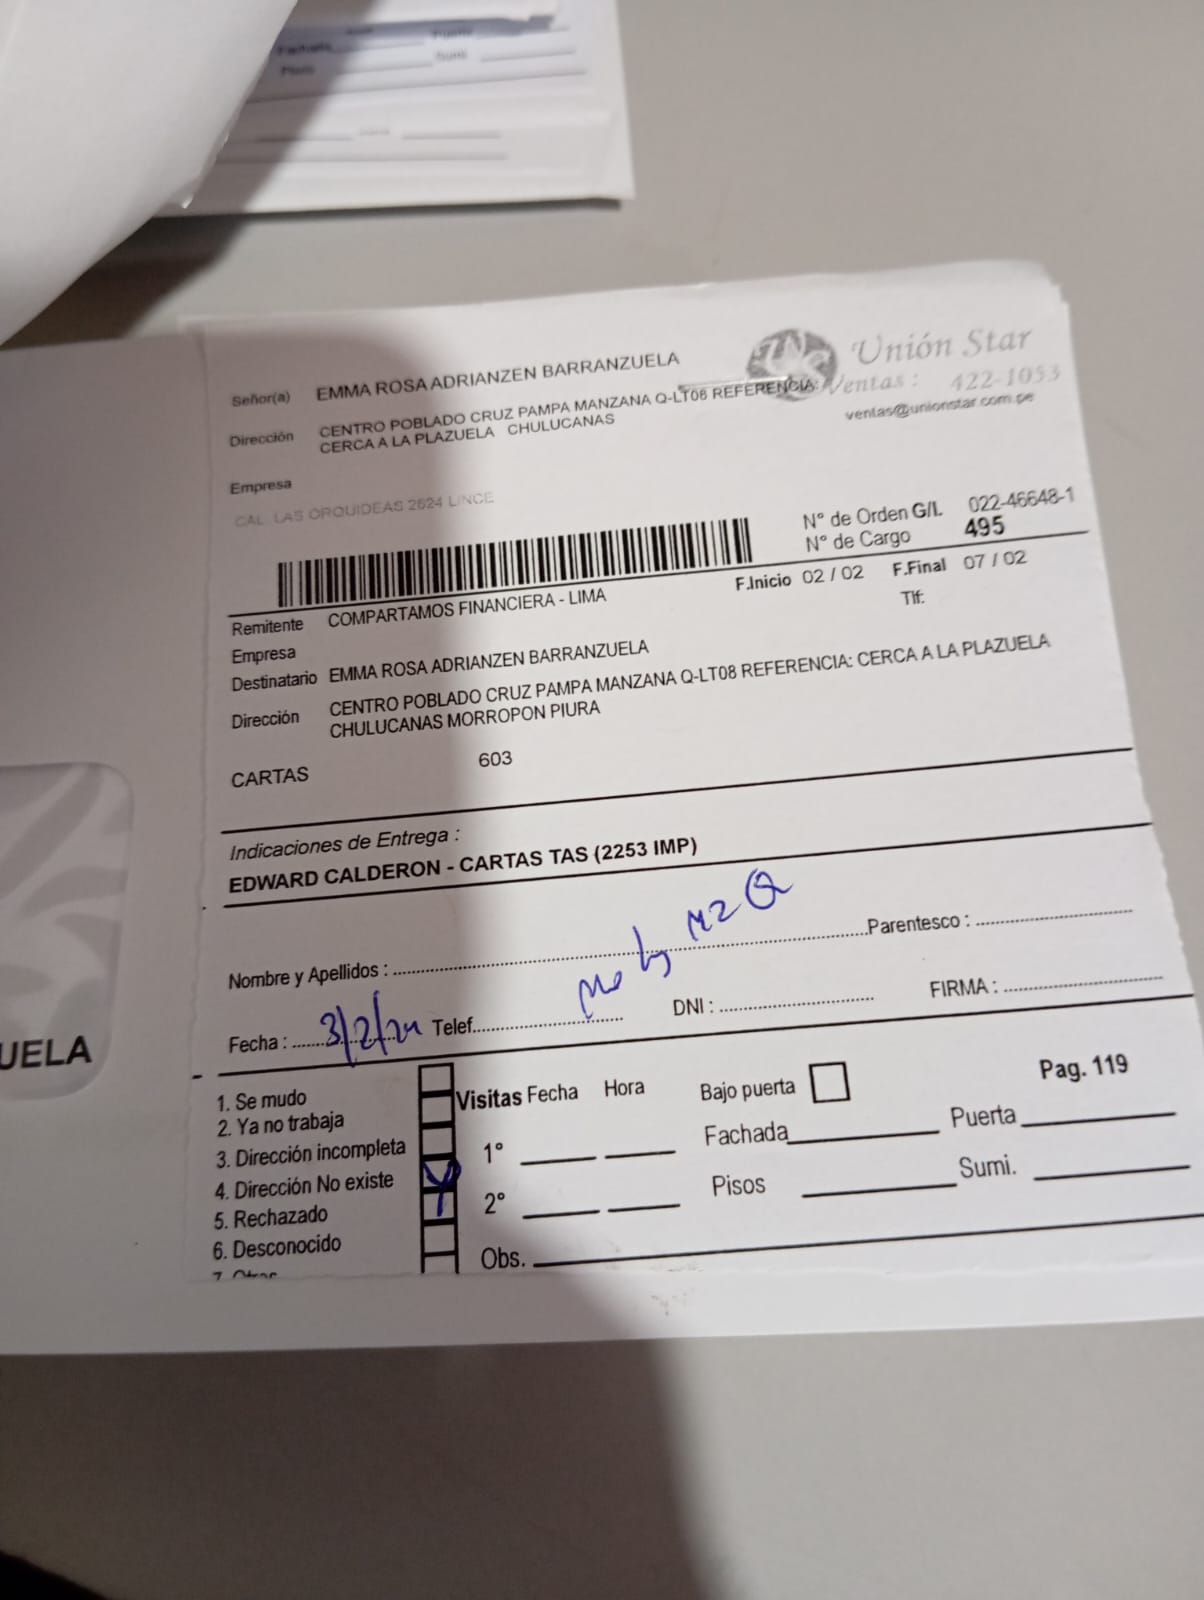 Señor(a) EMMA ROSA ADRIANZEN BARRANZUELA
Unión Star
Ventas: 422-1053
ventas@unionstar.com.pe
Dirección CENTRO POBLADO CRUZ PAMPA MANZANA Q-LT08 REFERENCIA:
CERCA A LA PLAZUELA CHULUCANAS
Empresa
CAL. LAS ORQUIDEAS 2624 LINCE
N° de Orden G/L 022-46648-1
N° de Cargo 495
F.Inicio 02 / 02 F.Final 07 / 02
Tlf:
Remitente COMPARTAMOS FINANCIERA - LIMA
Empresa
Destinatario EMMA ROSA ADRIANZEN BARRANZUELA
Dirección CENTRO POBLADO CRUZ PAMPA MANZANA Q-LT08 REFERENCIA: CERCA A LA PLAZUELA
CHULUCANAS MORROPON PIURA
CARTAS 603
Indicaciones de Entrega :
EDWARD CALDERON - CARTAS TAS (2253 IMP)
No hy MZ Q
Nombre y Apellidos : Parentesco :
Fecha : 3/2/24 Telef. DNI : FIRMA :
UELA
1. Se mudo
2. Ya no trabaja
3. Dirección incompleta
4. Dirección No existe
5. Rechazado
6. Desconocido
Visitas Fecha Hora
1°
2°
Obs.
Bajo puerta
Pag. 119
Fachada Puerta
Pisos Sumi.